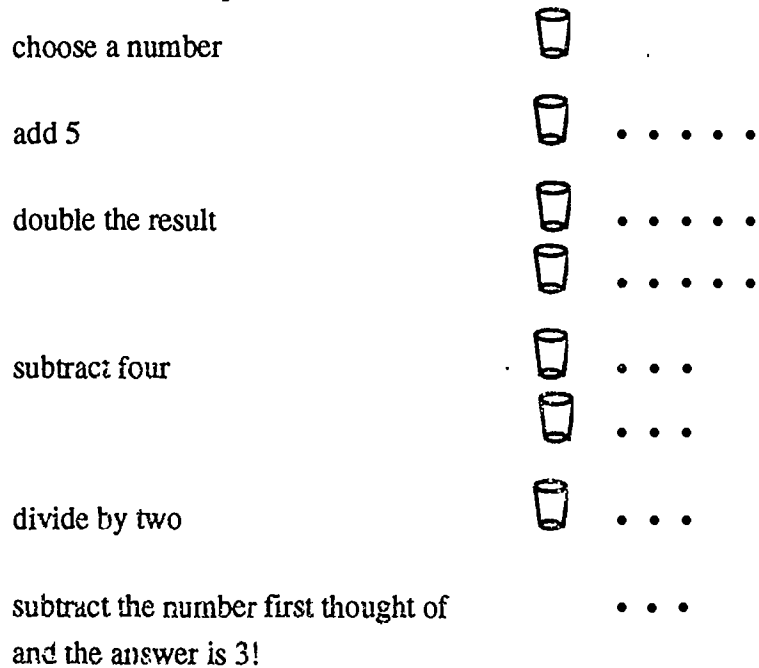 choose a number
add 5
double the result
subtract four
divide by two
subtract the number first thought of
and the answer is 3!